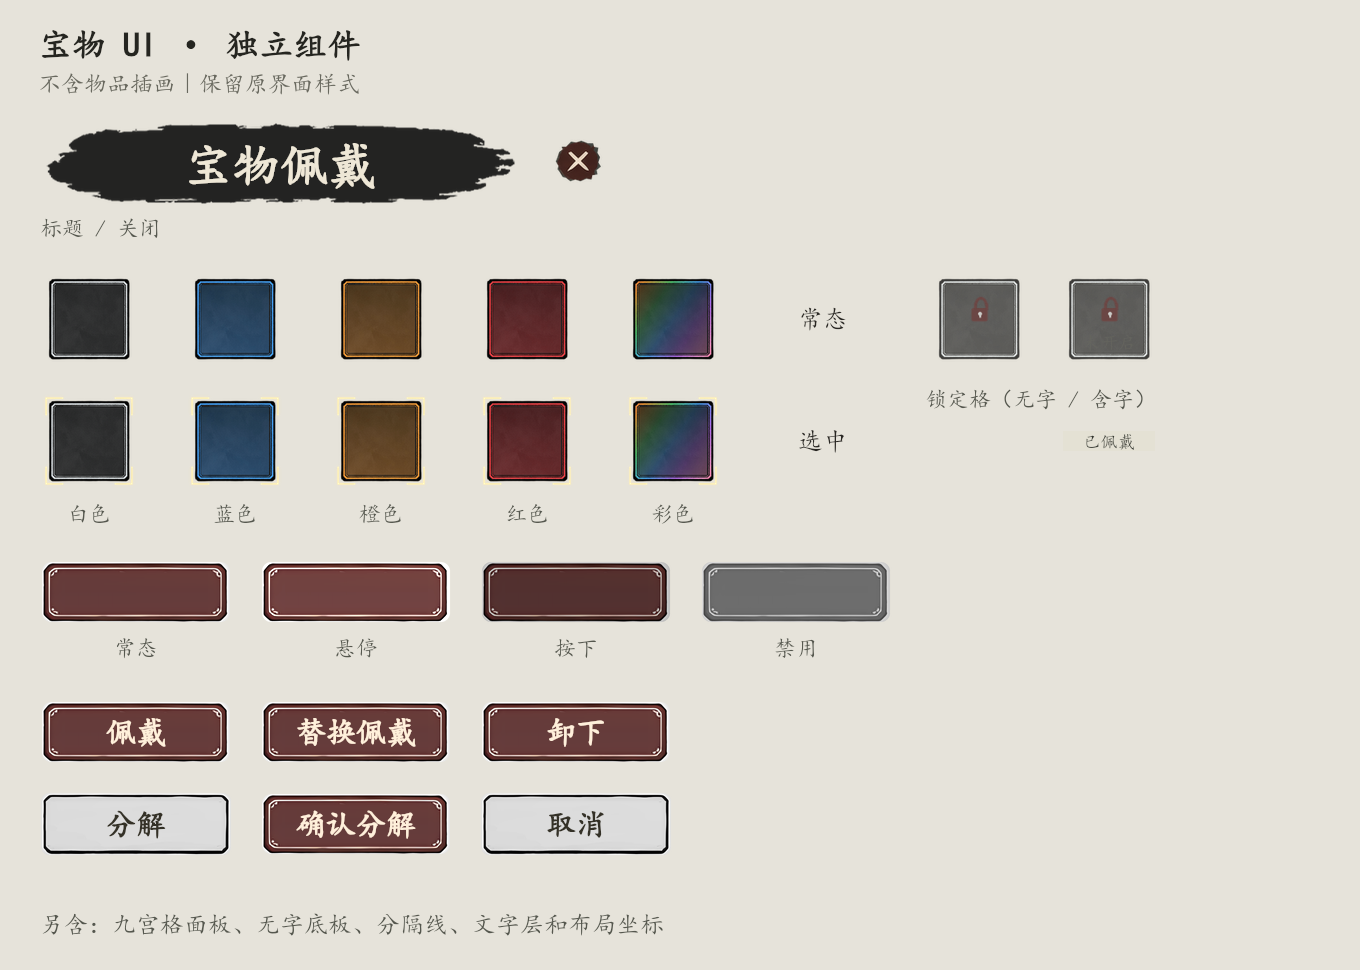 宝物 UI • 独立组件
不含物品插画｜保留原界面样式
宝物佩戴
标题 / 关闭
常态
锁定格（无字 / 含字）
选中
已佩戴
白色 蓝色 橙色 红色 彩色
常态 悬停 按下 禁用
佩戴 替换佩戴 卸下
分解 确认分解 取消
另含：九宫格面板、无字底板、分隔线、文字层和布局坐标